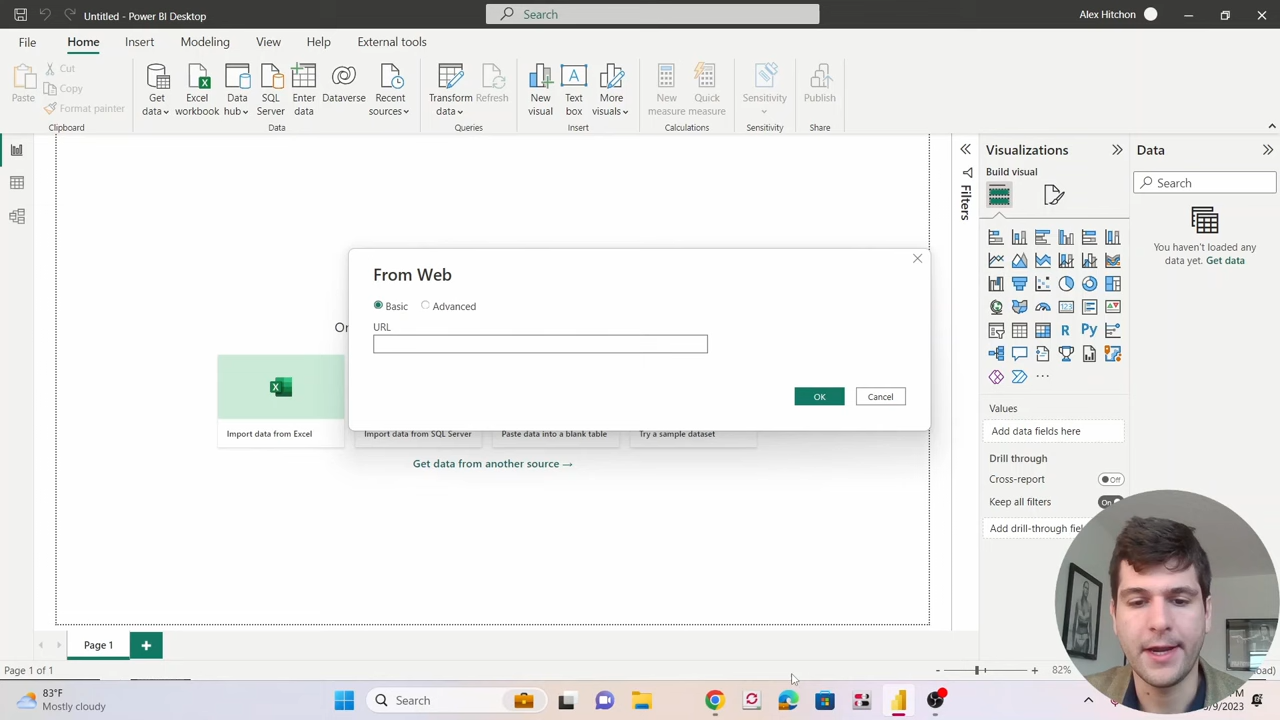 Untitled - Power BI Desktop
Search
Alex Hitchon
File
Home
Insert
Modeling
View
Help
External tools
Paste
Cut
Copy
Format painter
Clipboard
Get
data
Excel
workbook
Data
hub
SQL
Server
Enter
data
Dataverse
Recent
sources
Data
Transform
data
Refresh
Queries
New
visual
Text
box
More
visuals
Insert
New
measure
Quick
measure
Calculations
Sensitivity
Sensitivity
Publish
Share
Filters
Visualizations
Build visual
Data
Search
You haven't loaded any
data yet. Get data
From Web
Basic
Advanced
URL
OK
Cancel
Import data from Excel
Import data from SQL Server
Paste data into a blank table
Try a sample dataset
Get data from another source →
R
Py
Values
Add data fields here
Drill through
Cross-report
Off
Keep all filters
On
Add drill-through
Page 1
Page 1 of 1
82%
83°F
Mostly cloudy
Search